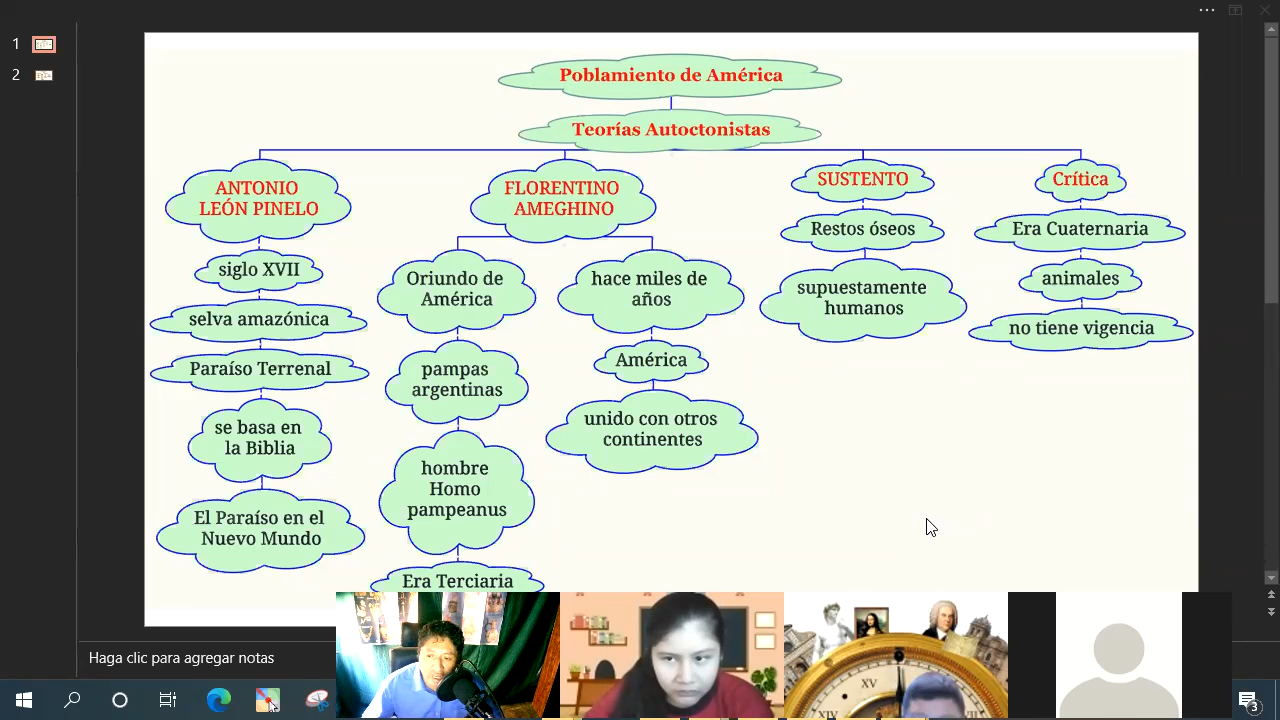 1
2
Poblamiento de América
Teorías Autoctonistas
ANTONIO
LEÓN PINELO
siglo XVII
selva amazónica
Paraíso Terrenal
se basa en
la Biblia
El Paraíso en el
Nuevo Mundo
FLORENTINO
AMEGHINO
Oriundo de
América
pampas
argentinas
hombre
Homo
pampeanus
Era Terciaria
hace miles de
años
América
unido con otros
continentes
SUSTENTO
Restos óseos
supuestamente
humanos
Crítica
Era Cuaternaria
animales
no tiene vigencia
Haga clic para agregar notas
XV
XIV
3